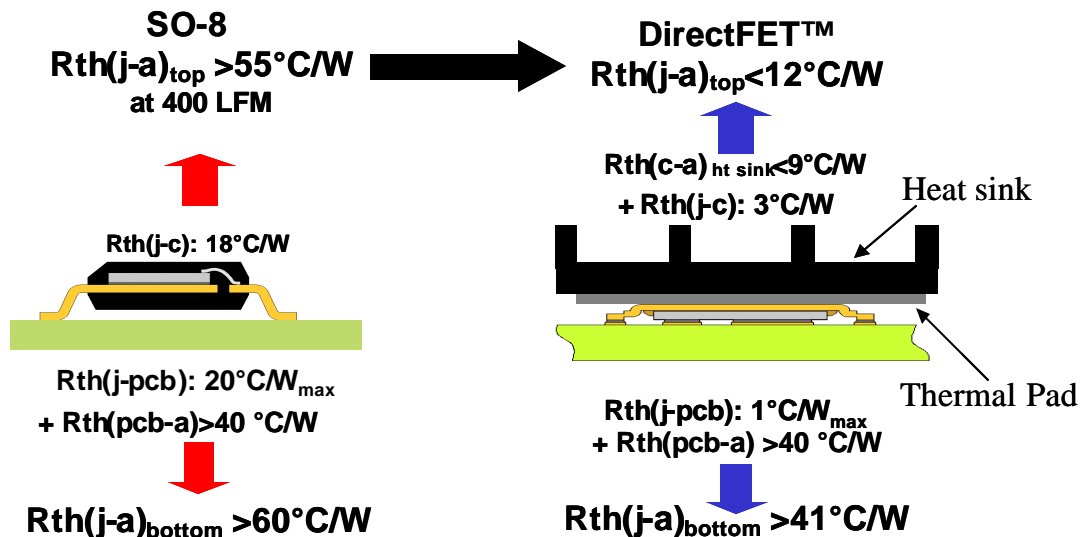 SO-8
Rth(j-a)top >55°C/W
at 400 LFM
Rth(j-c): 18°C/W
Rth(j-pcb): 20°C/Wmax
+ Rth(pcb-a)>40 °C/W
Rth(j-a)bottom >60°C/W
DirectFET™
Rth(j-a)top<12°C/W
Rth(c-a) ht sink<9°C/W
+ Rth(j-c): 3°C/W
Heat sink
Thermal Pad
Rth(j-pcb): 1°C/Wmax
+ Rth(pcb-a) >40 °C/W
Rth(j-a)bottom >41°C/W